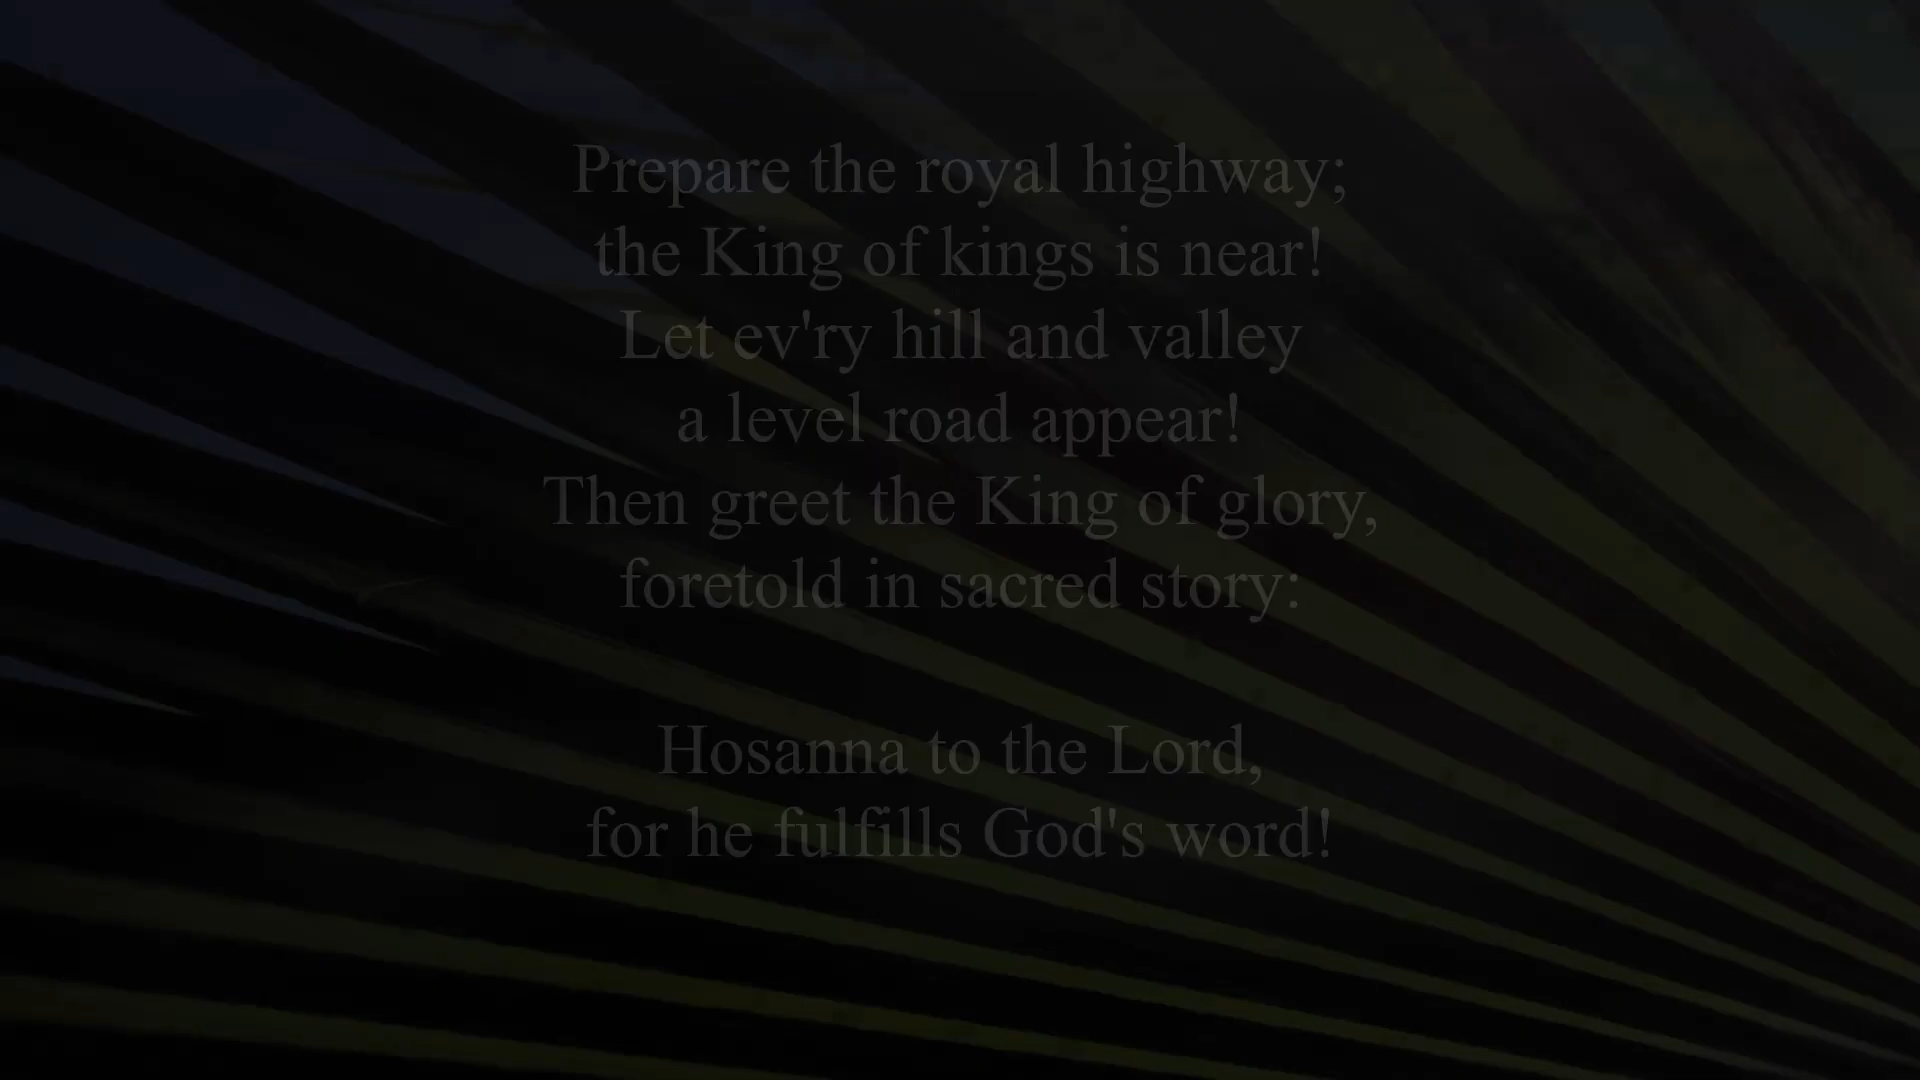 Prepare the royal highway;
the King of kings is near!
Let ev'ry hill and valley
a level road appear!
Then greet the King of glory,
foretold in sacred story:
Hosanna to the Lord,
for he fulfills God's word!